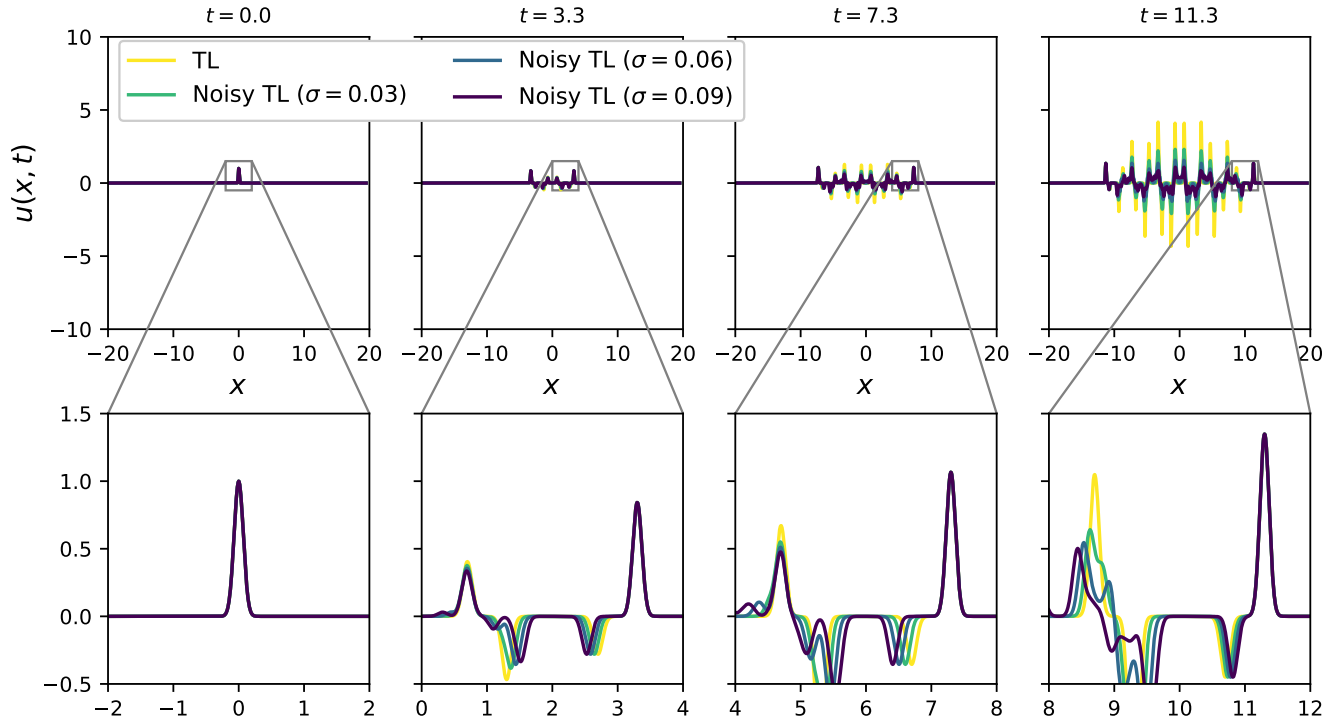 t = 0.0 t = 3.3 t = 7.3 t = 11.3
10
5
0
−5
−10
u(x, t)
TL Noisy TL (σ = 0.06)
Noisy TL (σ = 0.03) Noisy TL (σ = 0.09)
−20 −10 0 10 20 −20 −10 0 10 20 −20 −10 0 10 20 −20 −10 0 10 20
x x x x
1.5
1.0
0.5
0.0
−0.5
−2 −1 0 1 2 0 1 2 3 4 4 5 6 7 8 8 9 10 11 12